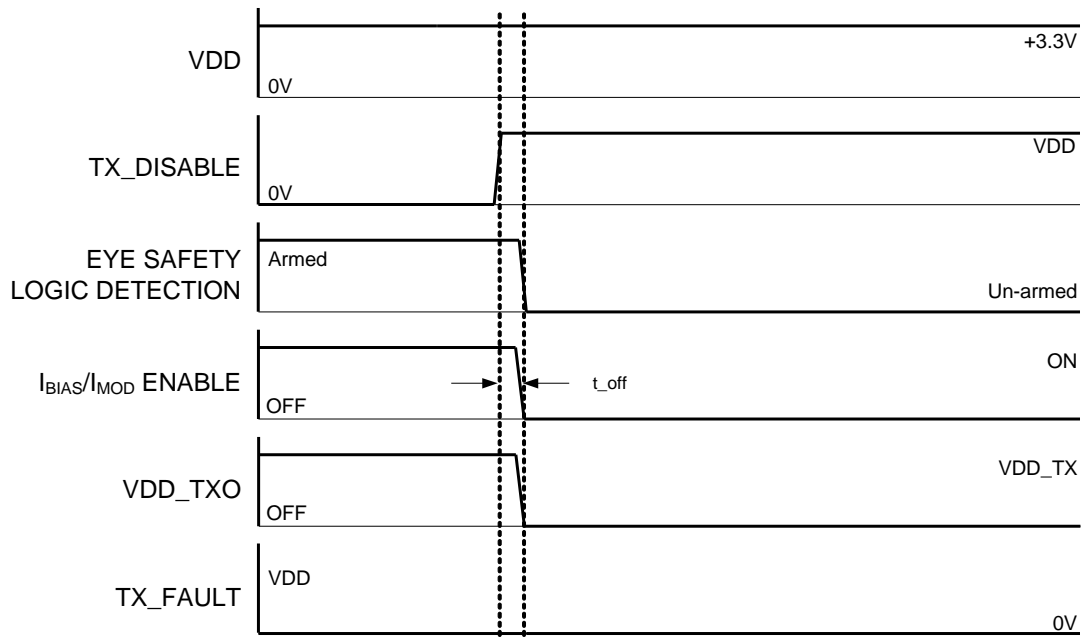 VDD
+3.3V
0V
TX_DISABLE
VDD
0V
EYE SAFETY
LOGIC DETECTION
Armed
Un-armed
IBIAS/IMOD ENABLE
ON
t_off
OFF
VDD_TXO
VDD_TX
OFF
TX_FAULT
VDD
0V